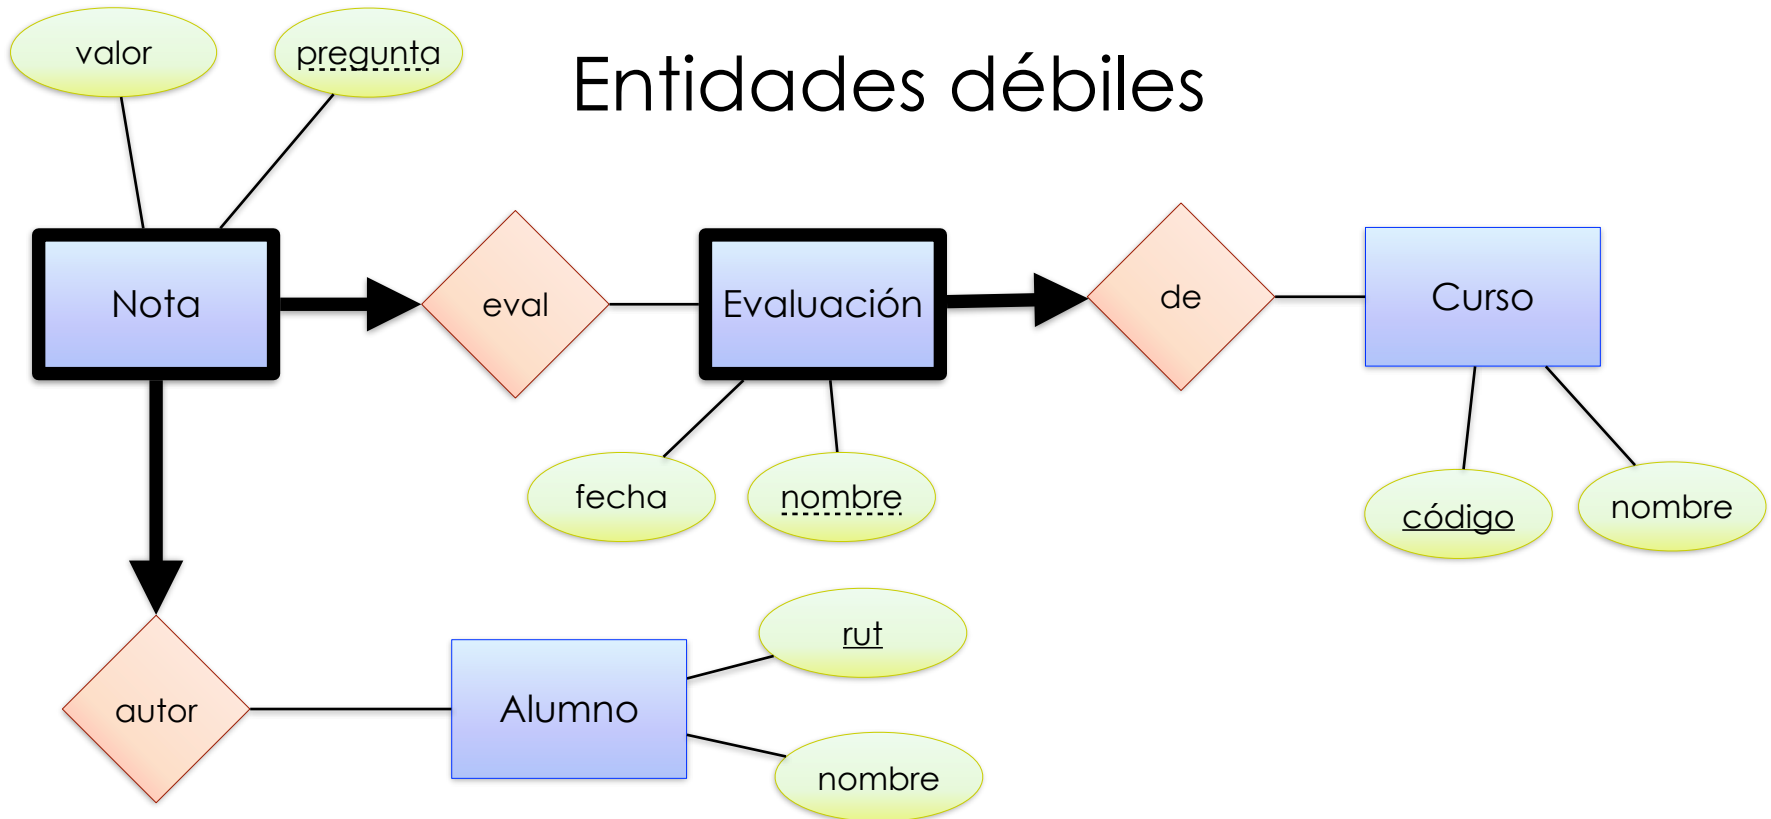 valor
pregunta
Entidades débiles
Nota
eval
Evaluación
de
Curso
fecha
nombre
código
nombre
rut
autor
Alumno
nombre